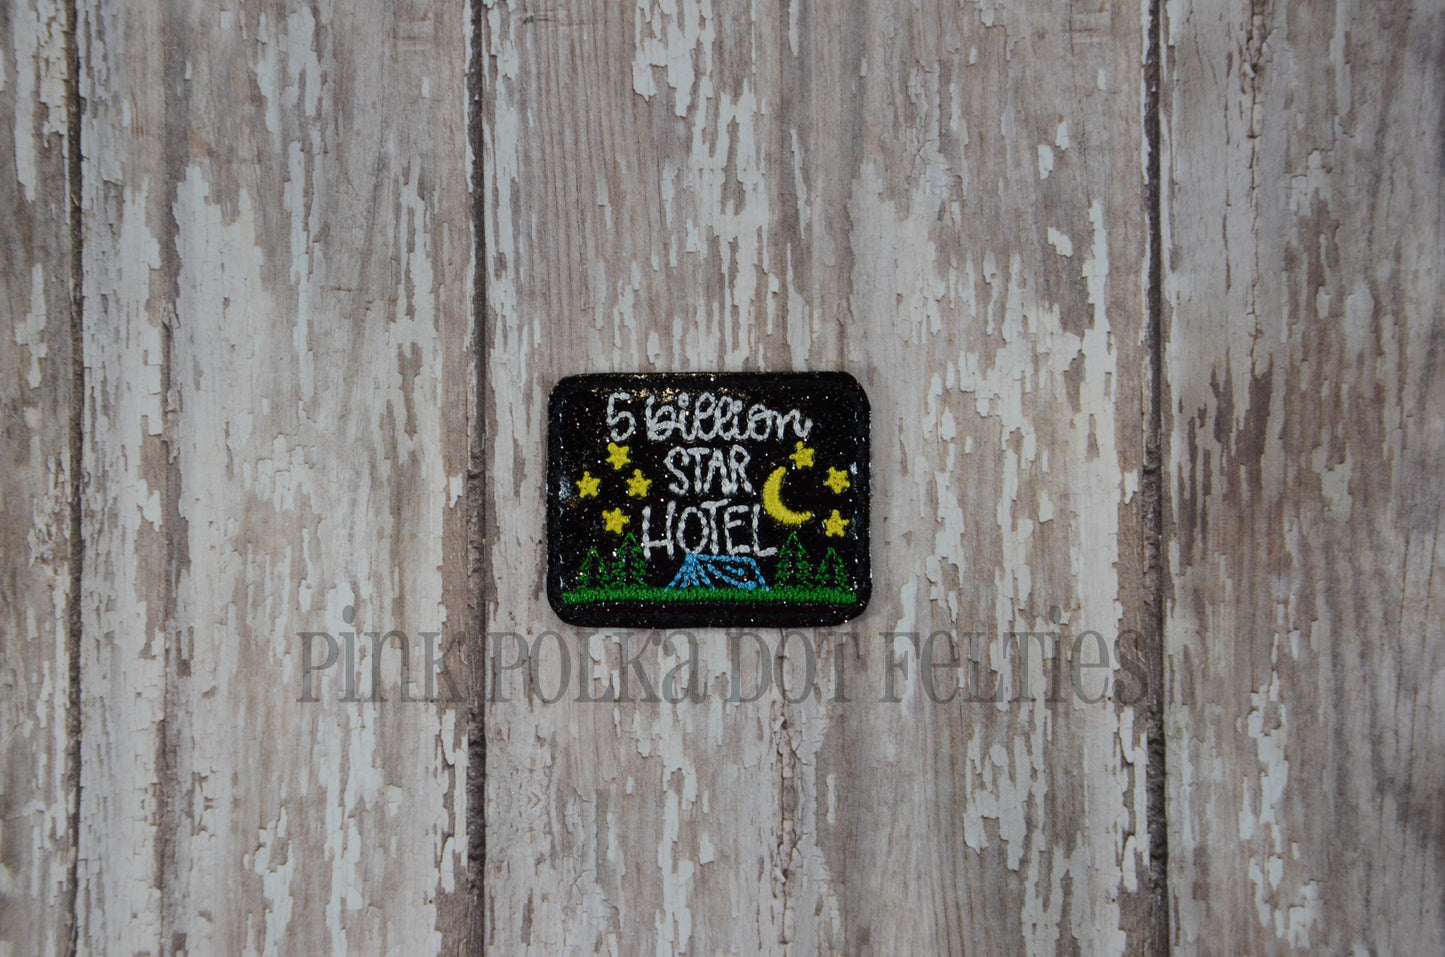 5 billion
STAR
HOTEL
Pink Polka Dot Felties